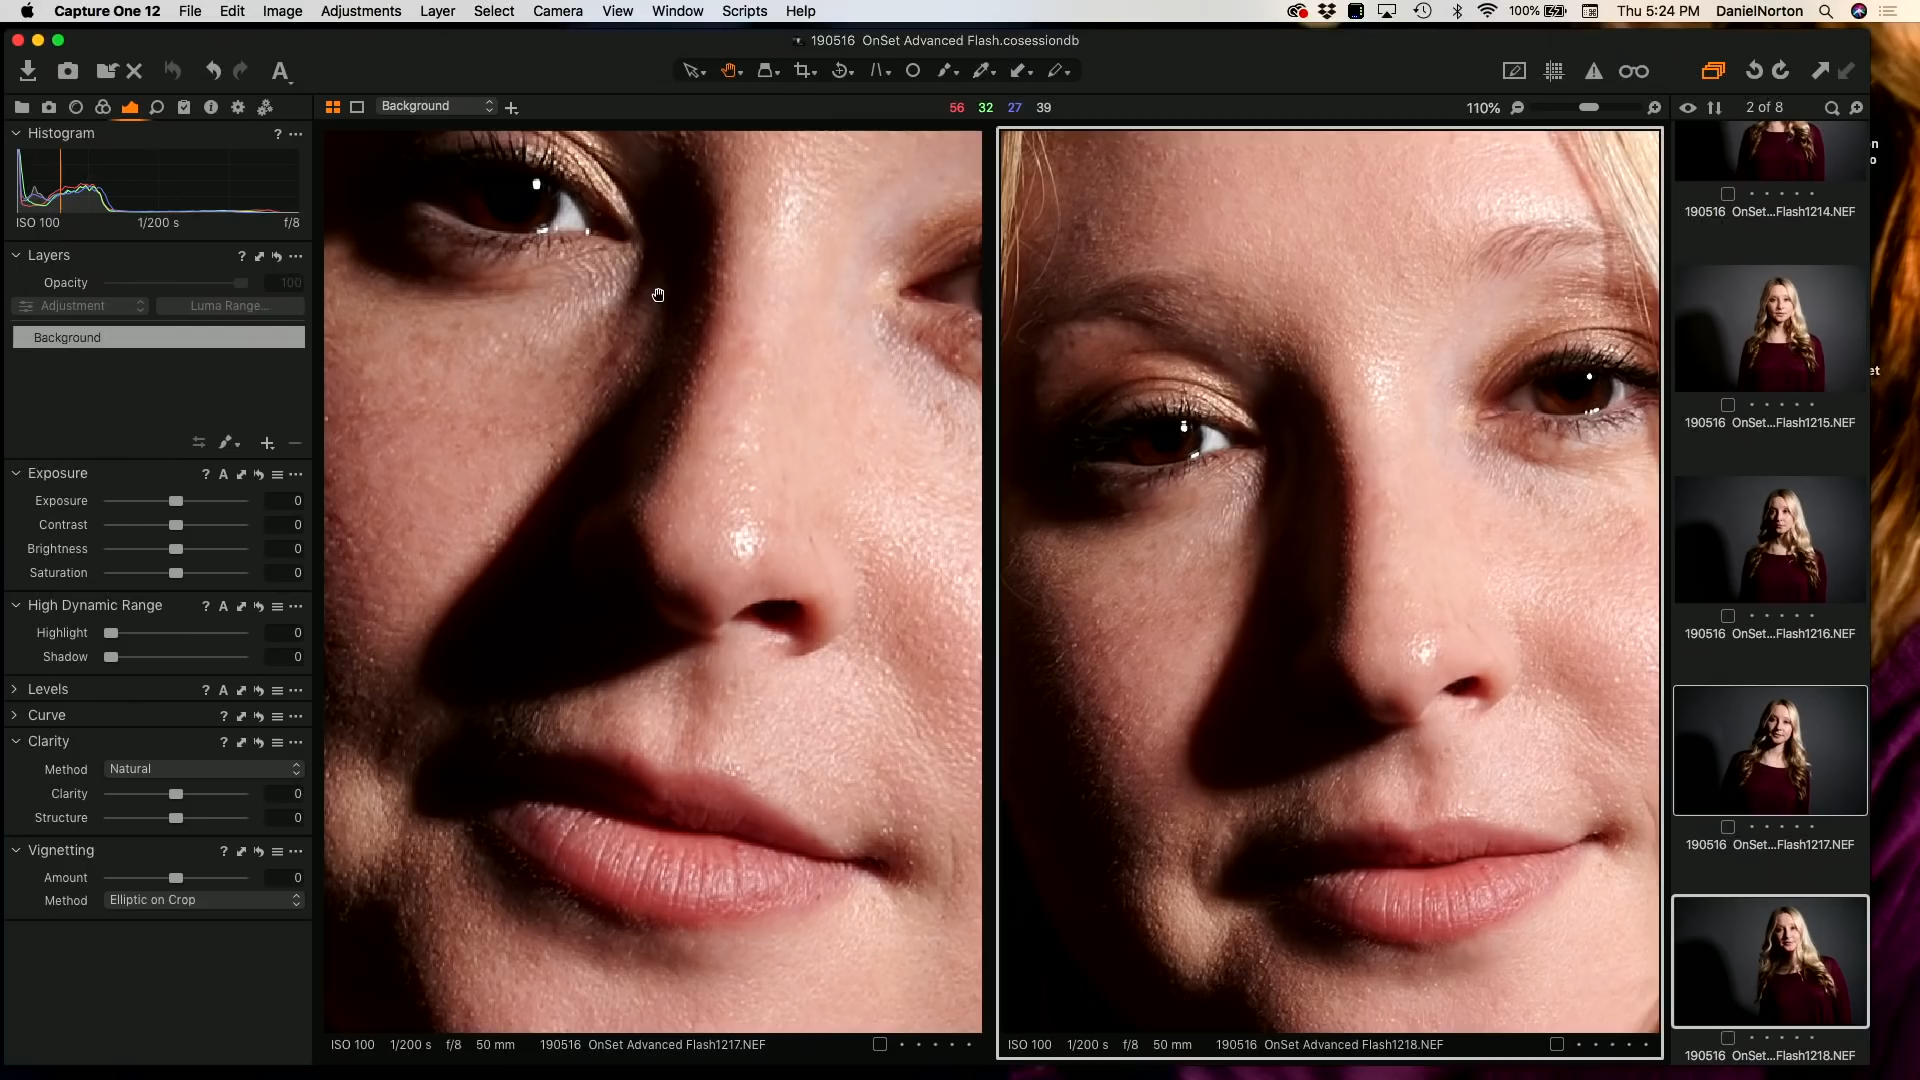 Capture One 12 File Edit Image Adjustments Layer Select Camera View Window Scripts Help 100% Thu 5:24 PM DanielNorton
190516 OnSet Advanced Flash.cosessiondb
A
Background 56 32 27 39 110% 2 of 8
Histogram ?
ISO 100 1/200 s f/8
Layers ?
Opacity 100
Adjustment Luma Range...
Background
Exposure ? A
Exposure 0
Contrast 0
Brightness 0
Saturation 0
High Dynamic Range ? A
Highlight 0
Shadow 0
Levels ? A
Curve ?
Clarity ?
Method Natural
Clarity 0
Structure 0
Vignetting ?
Amount 0
Method Elliptic on Crop
ISO 100 1/200 s f/8 50 mm 190516 OnSet Advanced Flash1217.NEF
ISO 100 1/200 s f/8 50 mm 190516 OnSet Advanced Flash1218.NEF
190516 OnSet...Flash1214.NEF
190516 OnSet...Flash1215.NEF
190516 OnSet...Flash1216.NEF
190516 OnSet...Flash1217.NEF
190516 OnSet...Flash1218.NEF
n
o
et